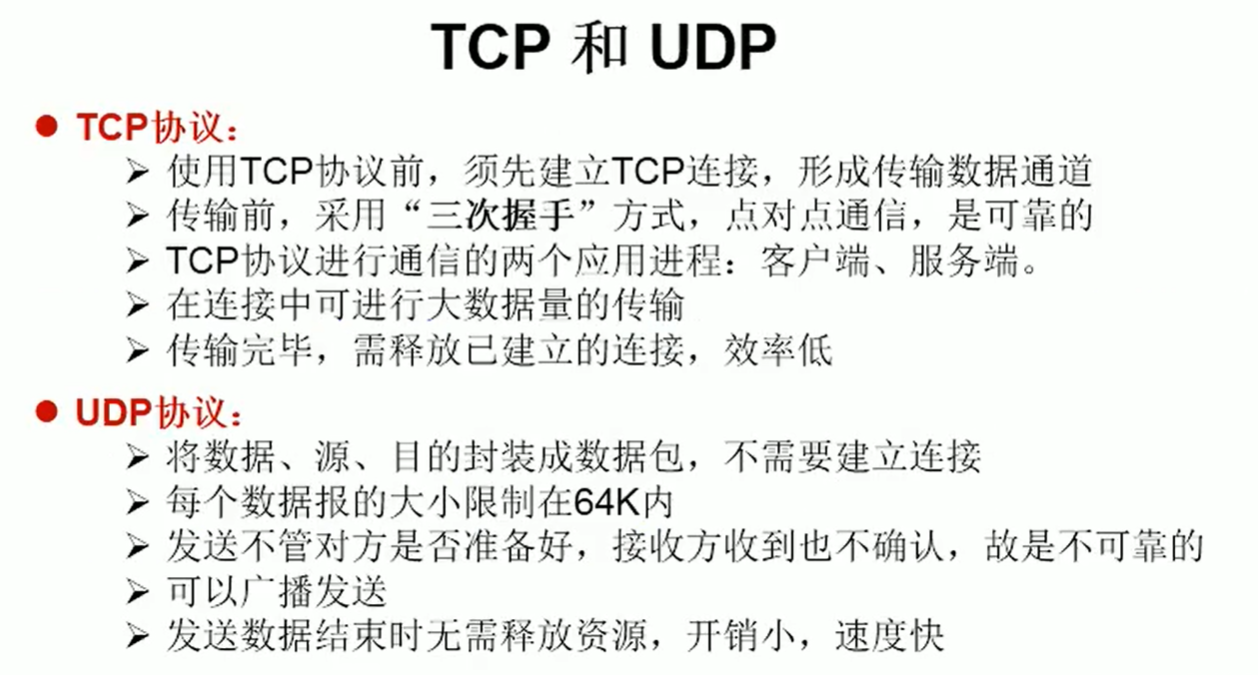 TCP 和 UDP
TCP协议：
使用TCP协议前，须先建立TCP连接，形成传输数据通道
传输前，采用“三次握手”方式，点对点通信，是可靠的
TCP协议进行通信的两个应用进程：客户端、服务端。
在连接中可进行大数据量的传输
传输完毕，需释放已建立的连接，效率低
UDP协议：
将数据、源、目的封装成数据包，不需要建立连接
每个数据报的大小限制在64K内
发送不管对方是否准备好，接收方收到也不确认，故是不可靠的
可以广播发送
发送数据结束时无需释放资源，开销小，速度快